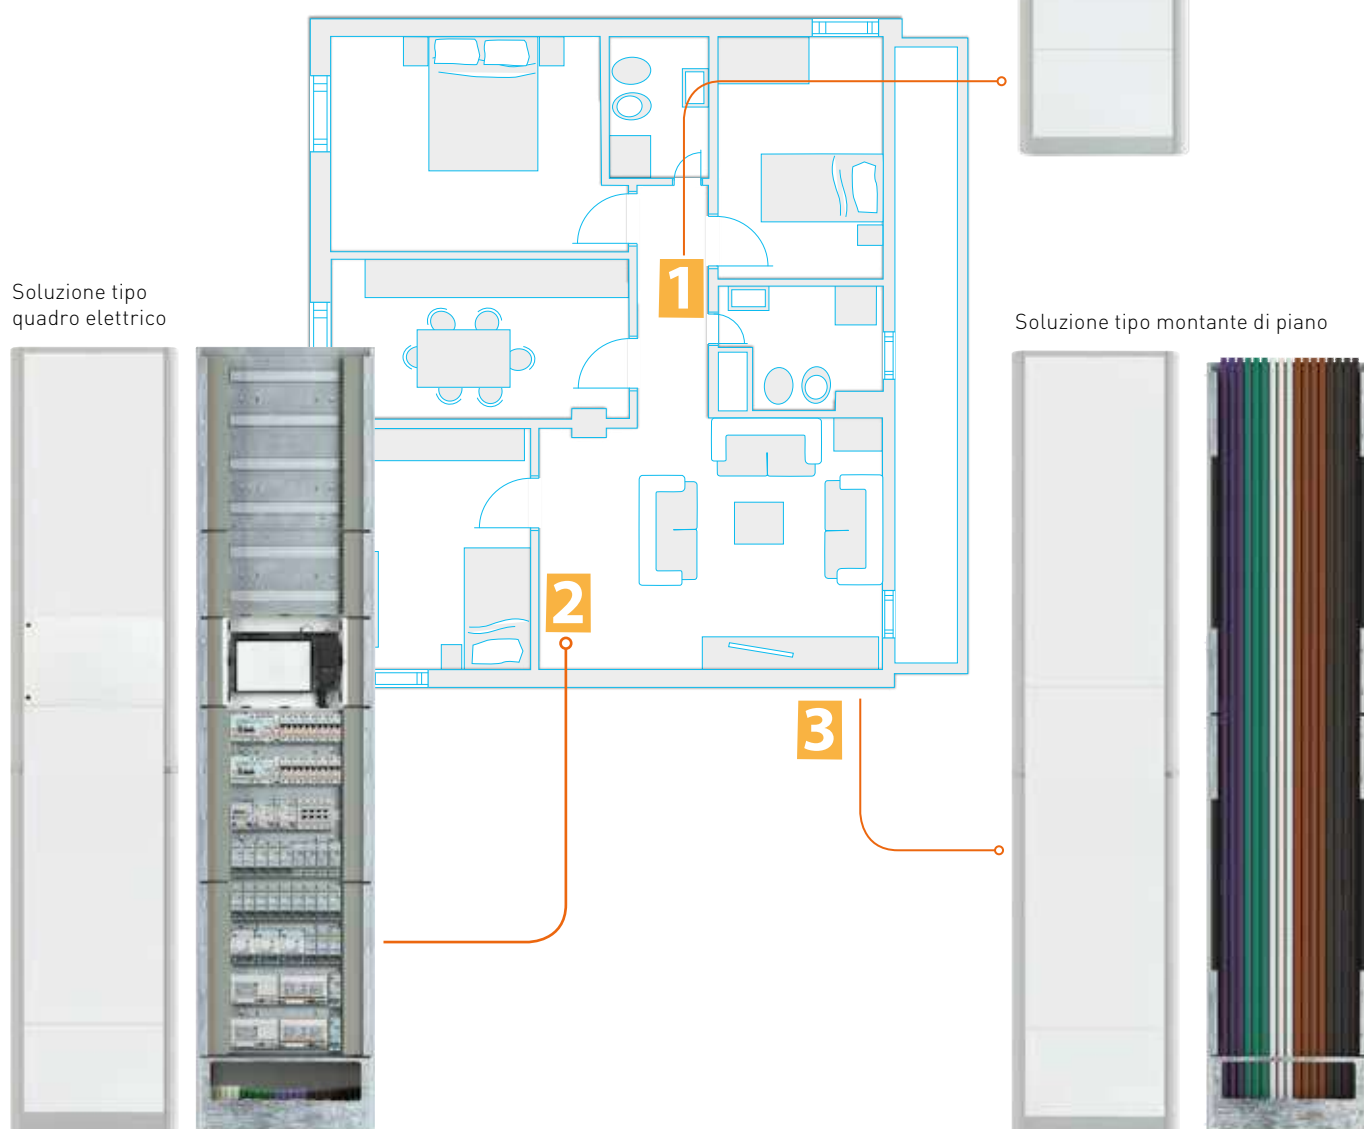 1
Soluzione tipo
quadro elettrico
Soluzione tipo montante di piano
2
3